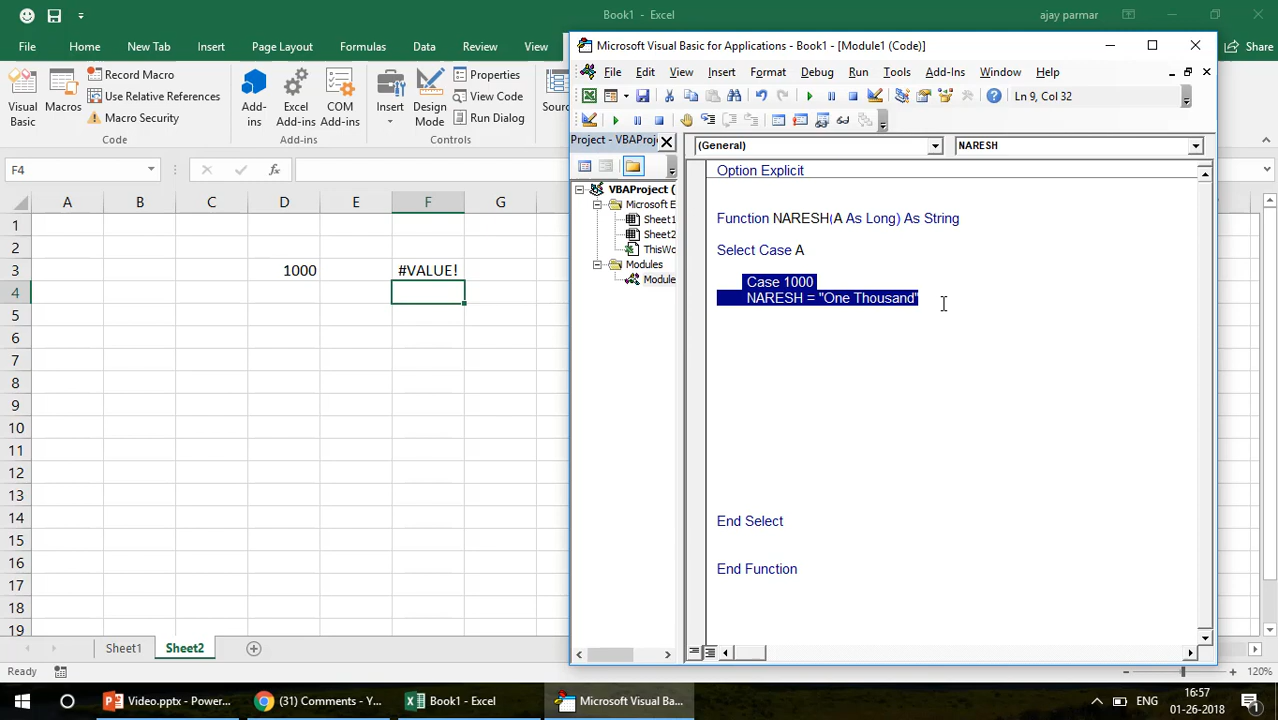 Book1 - Excel
ajay parmar
File Home New Tab Insert Page Layout Formulas Data Review View
Share
Visual Basic
Macros
Record Macro
Use Relative References
Macro Security
Code
Add-ins
Excel Add-ins
COM Add-ins
Add-ins
Insert
Design Mode
Properties
View Code
Run Dialog
Controls
Sourc
F4
fx
A B C D E F G
1
2
3 1000 #VALUE!
4
5
6
7
8
9
10
11
12
13
14
15
16
17
18
19
Sheet1 Sheet2
Ready
120%
Microsoft Visual Basic for Applications - Book1 - [Module1 (Code)]
File Edit View Insert Format Debug Run Tools Add-Ins Window Help
Ln 9, Col 32
Project - VBAProje
VBAProject (
Microsoft E
Sheet1
Sheet2
ThisWo
Modules
Module
(General)
NARESH
Option Explicit
Function NARESH(A As Long) As String
Select Case A
Case 1000
NARESH = "One Thousand"
End Select
End Function
Video.pptx - Power...
(31) Comments - Y...
Book1 - Excel
Microsoft Visual Ba...
ENG
16:57
01-26-2018
1